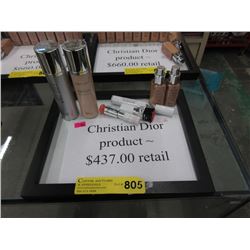 Christian Dior
product ~
$660.00 retail
Christian Dior
product ~
$437.00 retail
805